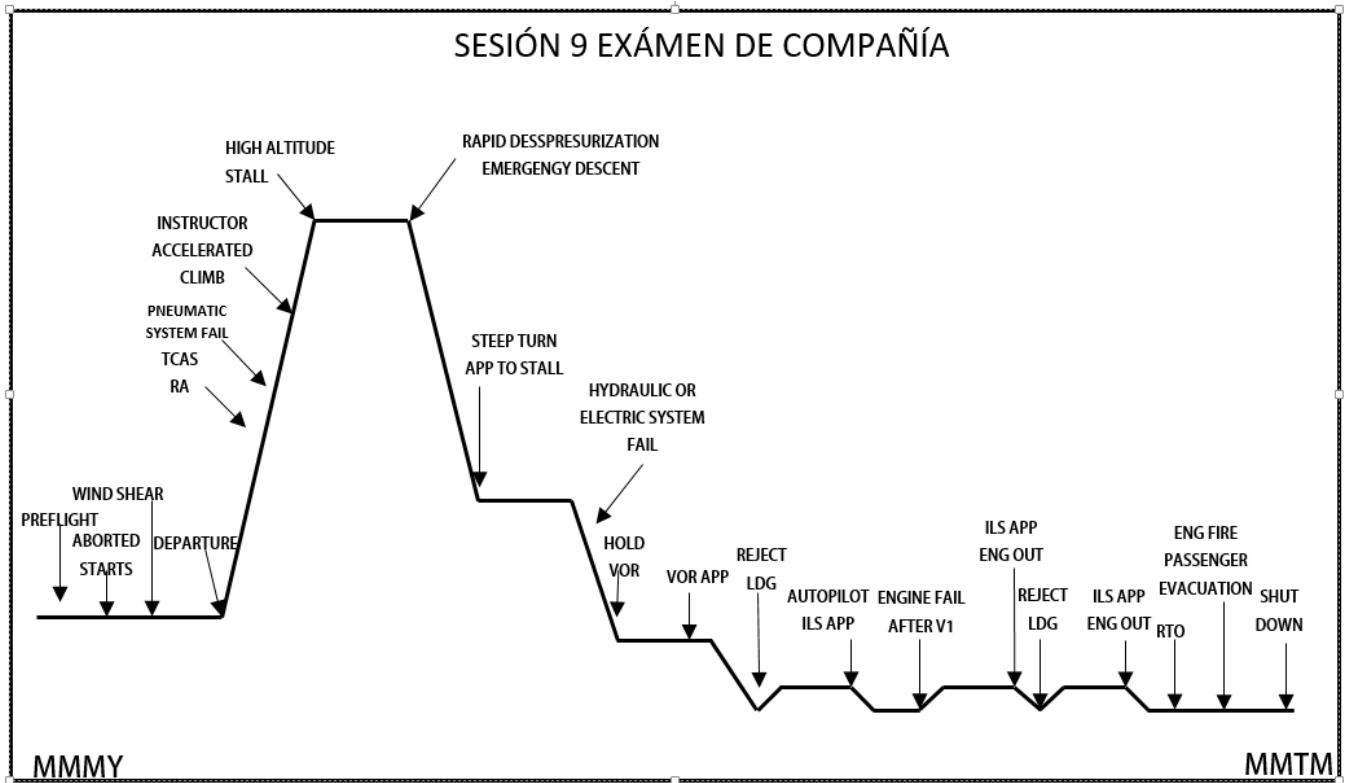 SESIÓN 9 EXÁMEN DE COMPAÑÍA
HIGH ALTITUDE
STALL
RAPID DESSPRESURIZATION
EMERGENGY DESCENT
INSTRUCTOR
ACCELERATED
CLIMB
PNEUMATIC
SYSTEM FAIL
TCAS
RA
STEEP TURN
APP TO STALL
HYDRAULIC OR
ELECTRIC SYSTEM
FAIL
PREFLIGHT
ABORTED
STARTS
WIND SHEAR
DEPARTURE
HOLD
VOR
VOR APP
REJECT
LDG
AUTOPILOT
ILS APP
ENGINE FAIL
AFTER V1
ILS APP
ENG OUT
REJECT
LDG
ILS APP
ENG OUT
RTO
ENG FIRE
PASSENGER
EVACUATION
SHUT
DOWN
MMMY
MMTM